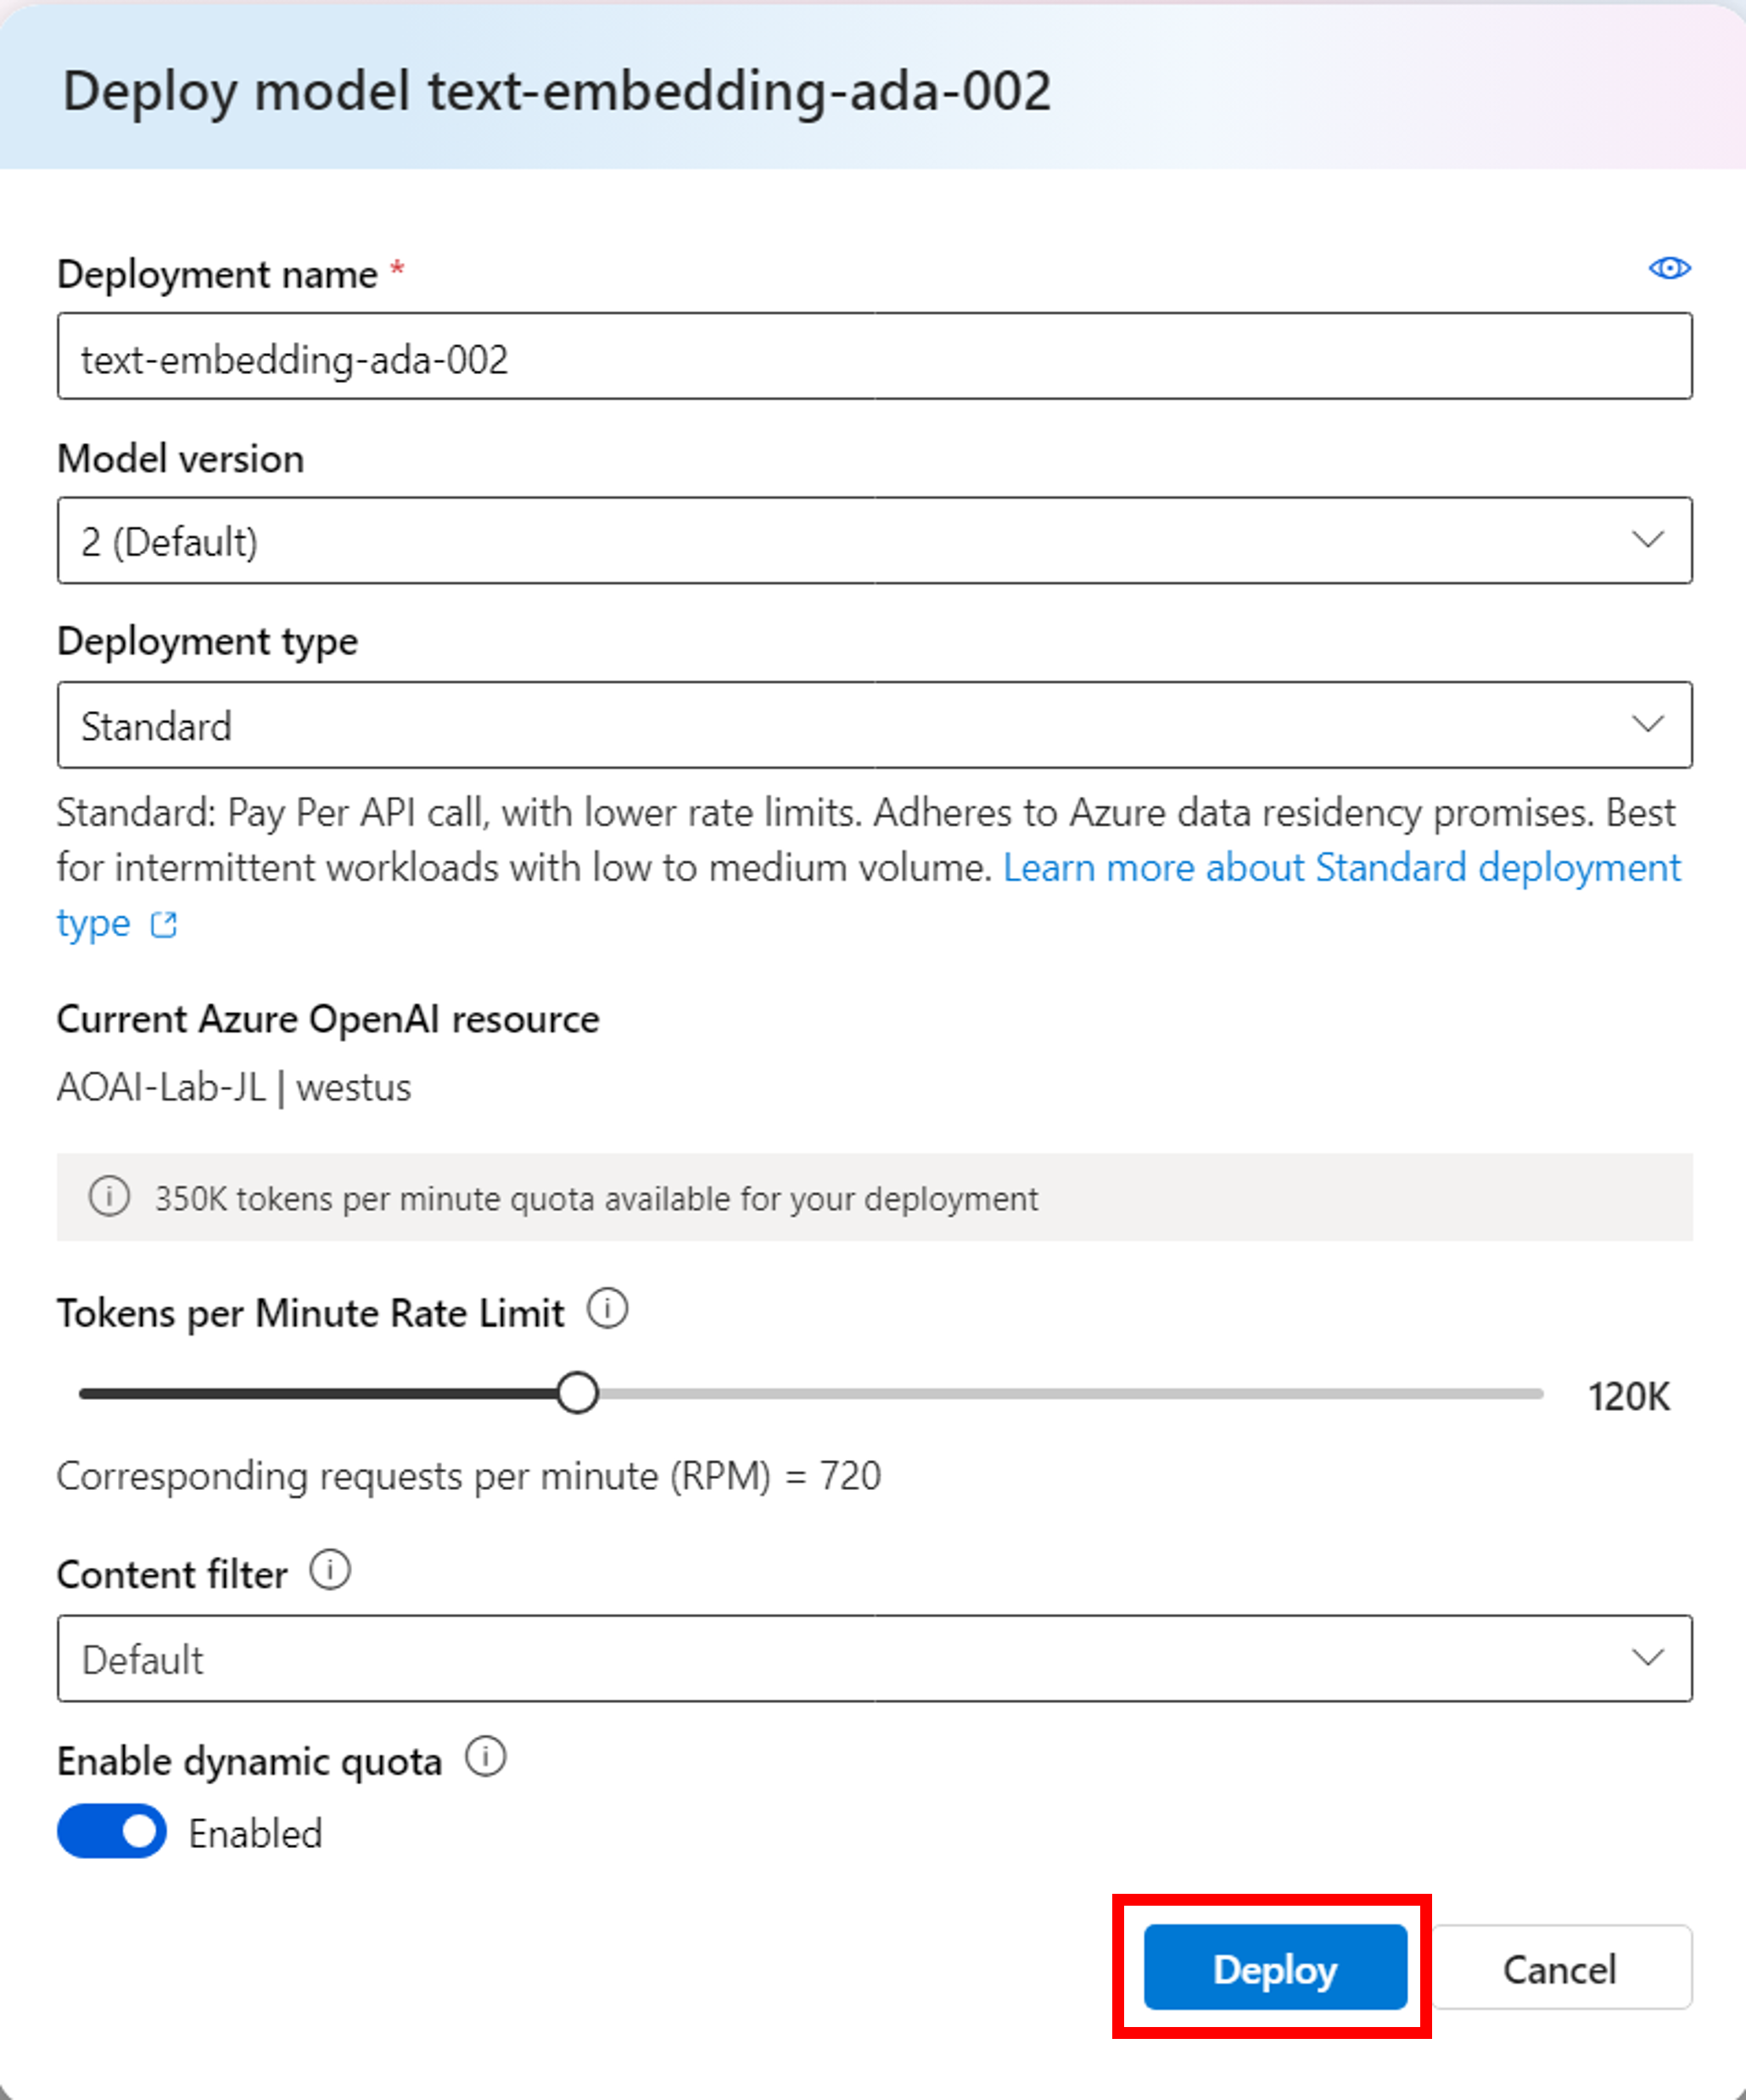 Deploy model text-embedding-ada-002
Deployment name *
text-embedding-ada-002
Model version
2 (Default)
Deployment type
Standard
Standard: Pay Per API call, with lower rate limits. Adheres to Azure data residency promises. Best
for intermittent workloads with low to medium volume. Learn more about Standard deployment
type
Current Azure OpenAI resource
AOAI-Lab-JL | westus
350K tokens per minute quota available for your deployment
Tokens per Minute Rate Limit
120K
Corresponding requests per minute (RPM) = 720
Content filter
Default
Enable dynamic quota
Enabled
Deploy Cancel